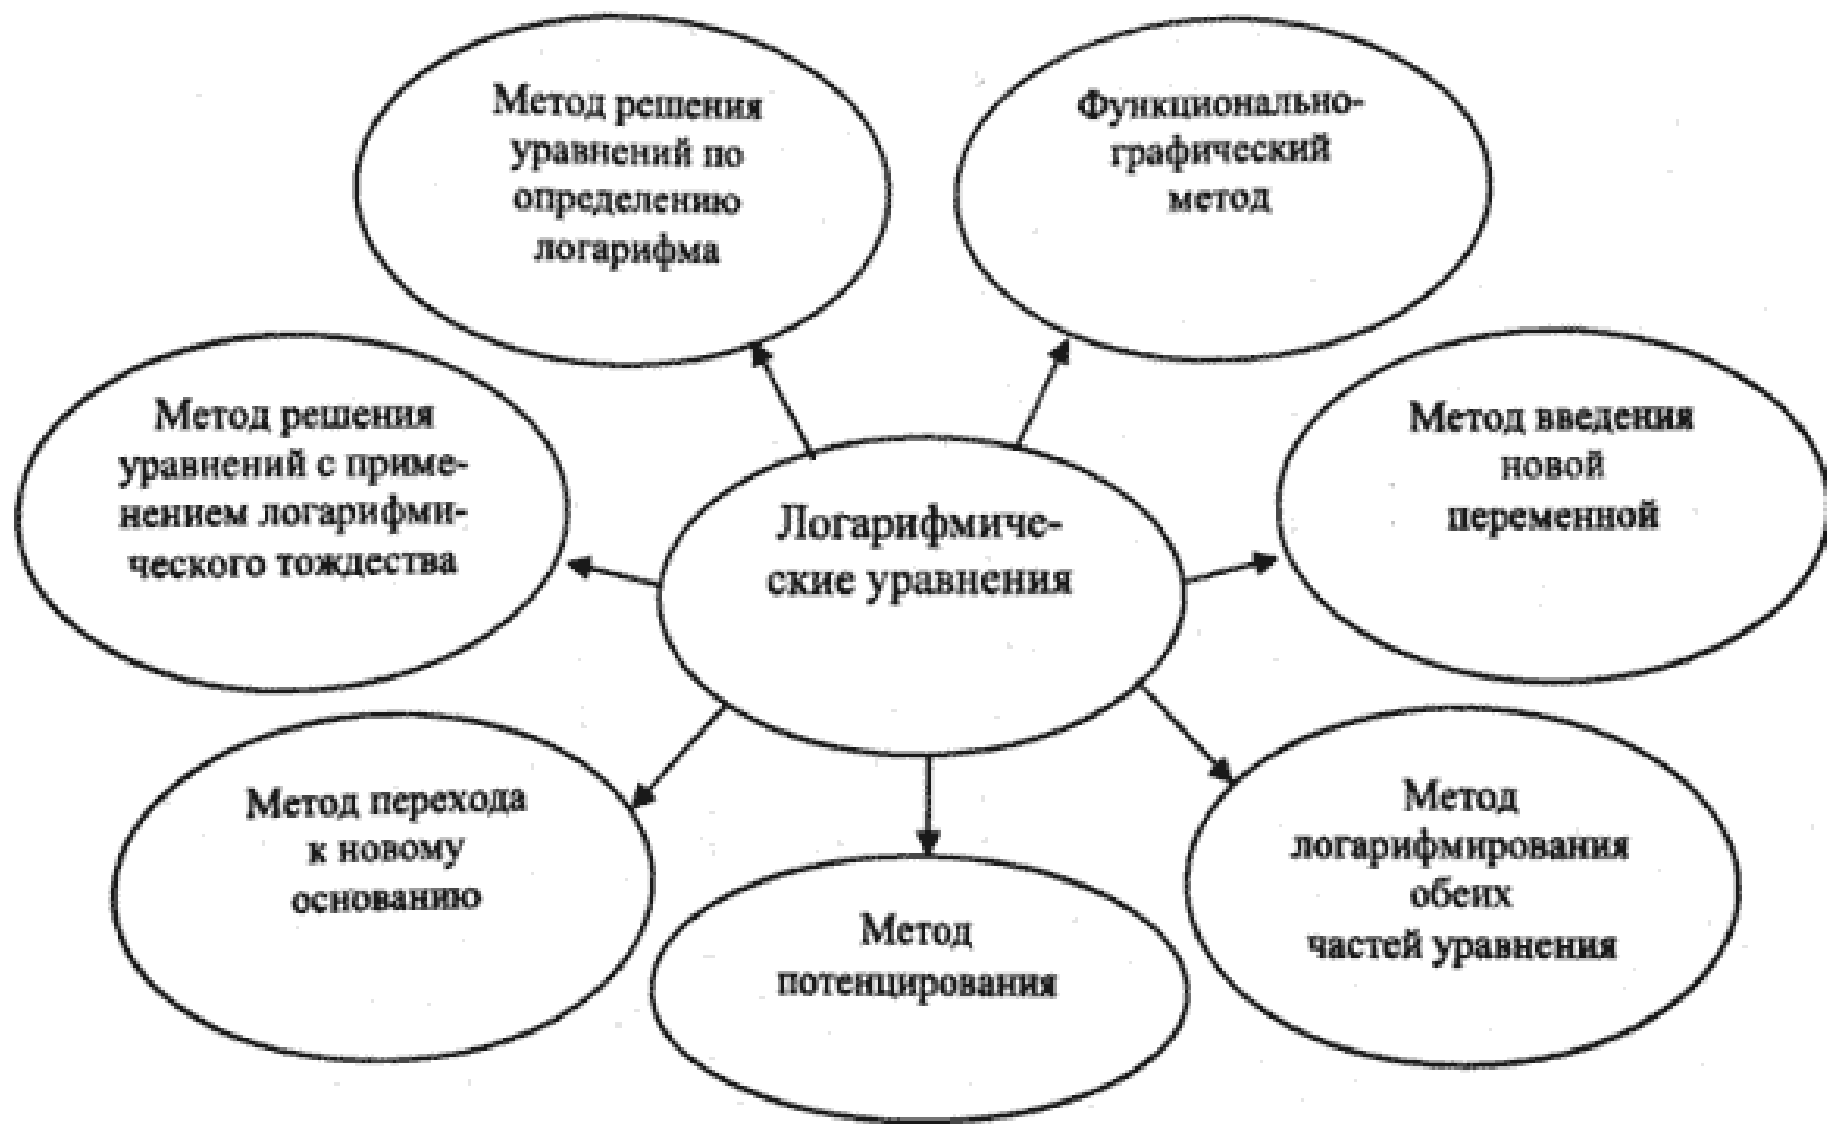 Метод решения
уравнений по
определению
логарифма
Функционально-
графический
метод
Метод решения
уравнений с приме-
нением логарифми-
ческого тождества
Логарифмиче-
ские уравнения
Метод введения
новой
переменной
Метод перехода
к новому
основанию
Метод
потенцирования
Метод
логарифмирования
обеих
частей уравнения